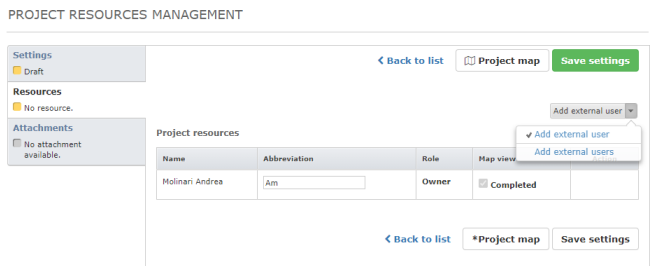 PROJECT RESOURCES MANAGEMENT
Settings
Draft
Resources
No resource.
Attachments
No attachment
available.
Back to list
Project map
Save settings
Add external user
Add external user
Add external users
Project resources
Name Abbreviation Role Map view
Molinari Andrea Am Owner Completed
Back to list *Project map Save settings